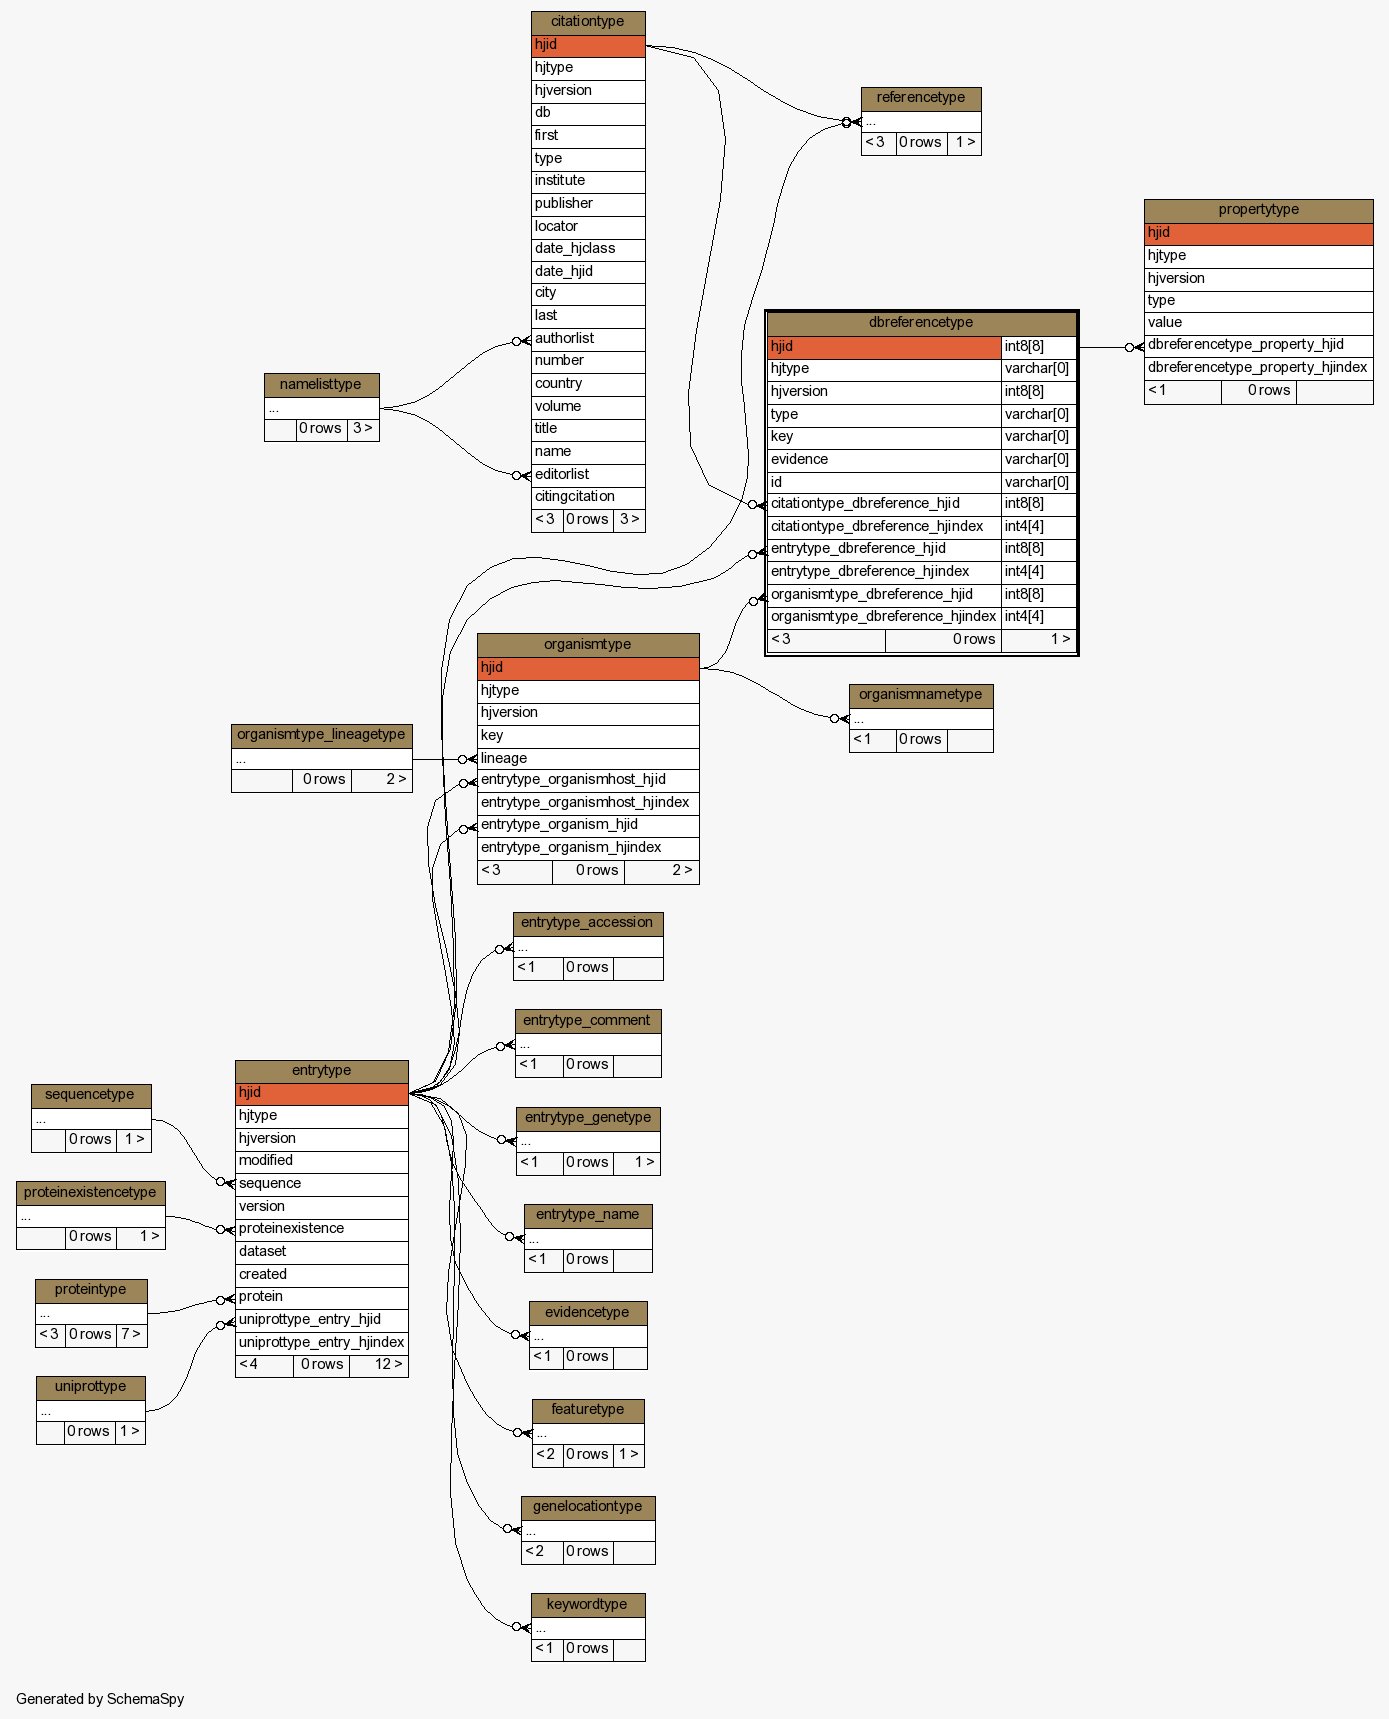 citationtype
hjid
hjtype
hjversion
db
first
type
institute
publisher
locator
date_hjclass
date_hjid
city
last
authorlist
number
country
volume
title
name
editorlist
citingcitation
< 3 0 rows 3 >
referencetype
...
< 3 0 rows 1 >
propertytype
hjid
hjtype
hjversion
type
value
dbreferencetype_property_hjid
dbreferencetype_property_hjindex
< 1 0 rows
dbreferencetype
hjid int8[8]
hjtype varchar[0]
hjversion int8[8]
type varchar[0]
key varchar[0]
evidence varchar[0]
id varchar[0]
citationtype_dbreference_hjid int8[8]
citationtype_dbreference_hjindex int4[4]
entrytype_dbreference_hjid int8[8]
entrytype_dbreference_hjindex int4[4]
organismtype_dbreference_hjid int8[8]
organismtype_dbreference_hjindex int4[4]
< 3 0 rows 1 >
namelisttype
...
0 rows 3 >
organismtype
hjid
hjtype
hjversion
key
lineage
entrytype_organismhost_hjid
entrytype_organismhost_hjindex
entrytype_organism_hjid
entrytype_organism_hjindex
< 3 0 rows 2 >
organismnametype
...
< 1 0 rows
organismtype_lineagetype
...
0 rows 2 >
entrytype_accession
...
< 1 0 rows
entrytype_comment
...
< 1 0 rows
entrytype_genetype
...
< 1 0 rows 1 >
entrytype_name
...
< 1 0 rows
evidencetype
...
< 1 0 rows
featuretype
...
< 2 0 rows 1 >
genelocationtype
...
< 2 0 rows
keywordtype
...
< 1 0 rows
entrytype
hjid
hjtype
hjversion
modified
sequence
version
proteinexistence
dataset
created
protein
uniprottype_entry_hjid
uniprottype_entry_hjindex
< 4 0 rows 12 >
sequencetype
...
0 rows 1 >
proteinexistencetype
...
0 rows 1 >
proteintype
...
< 3 0 rows 7 >
uniprottype
...
0 rows 1 >
Generated by SchemaSpy